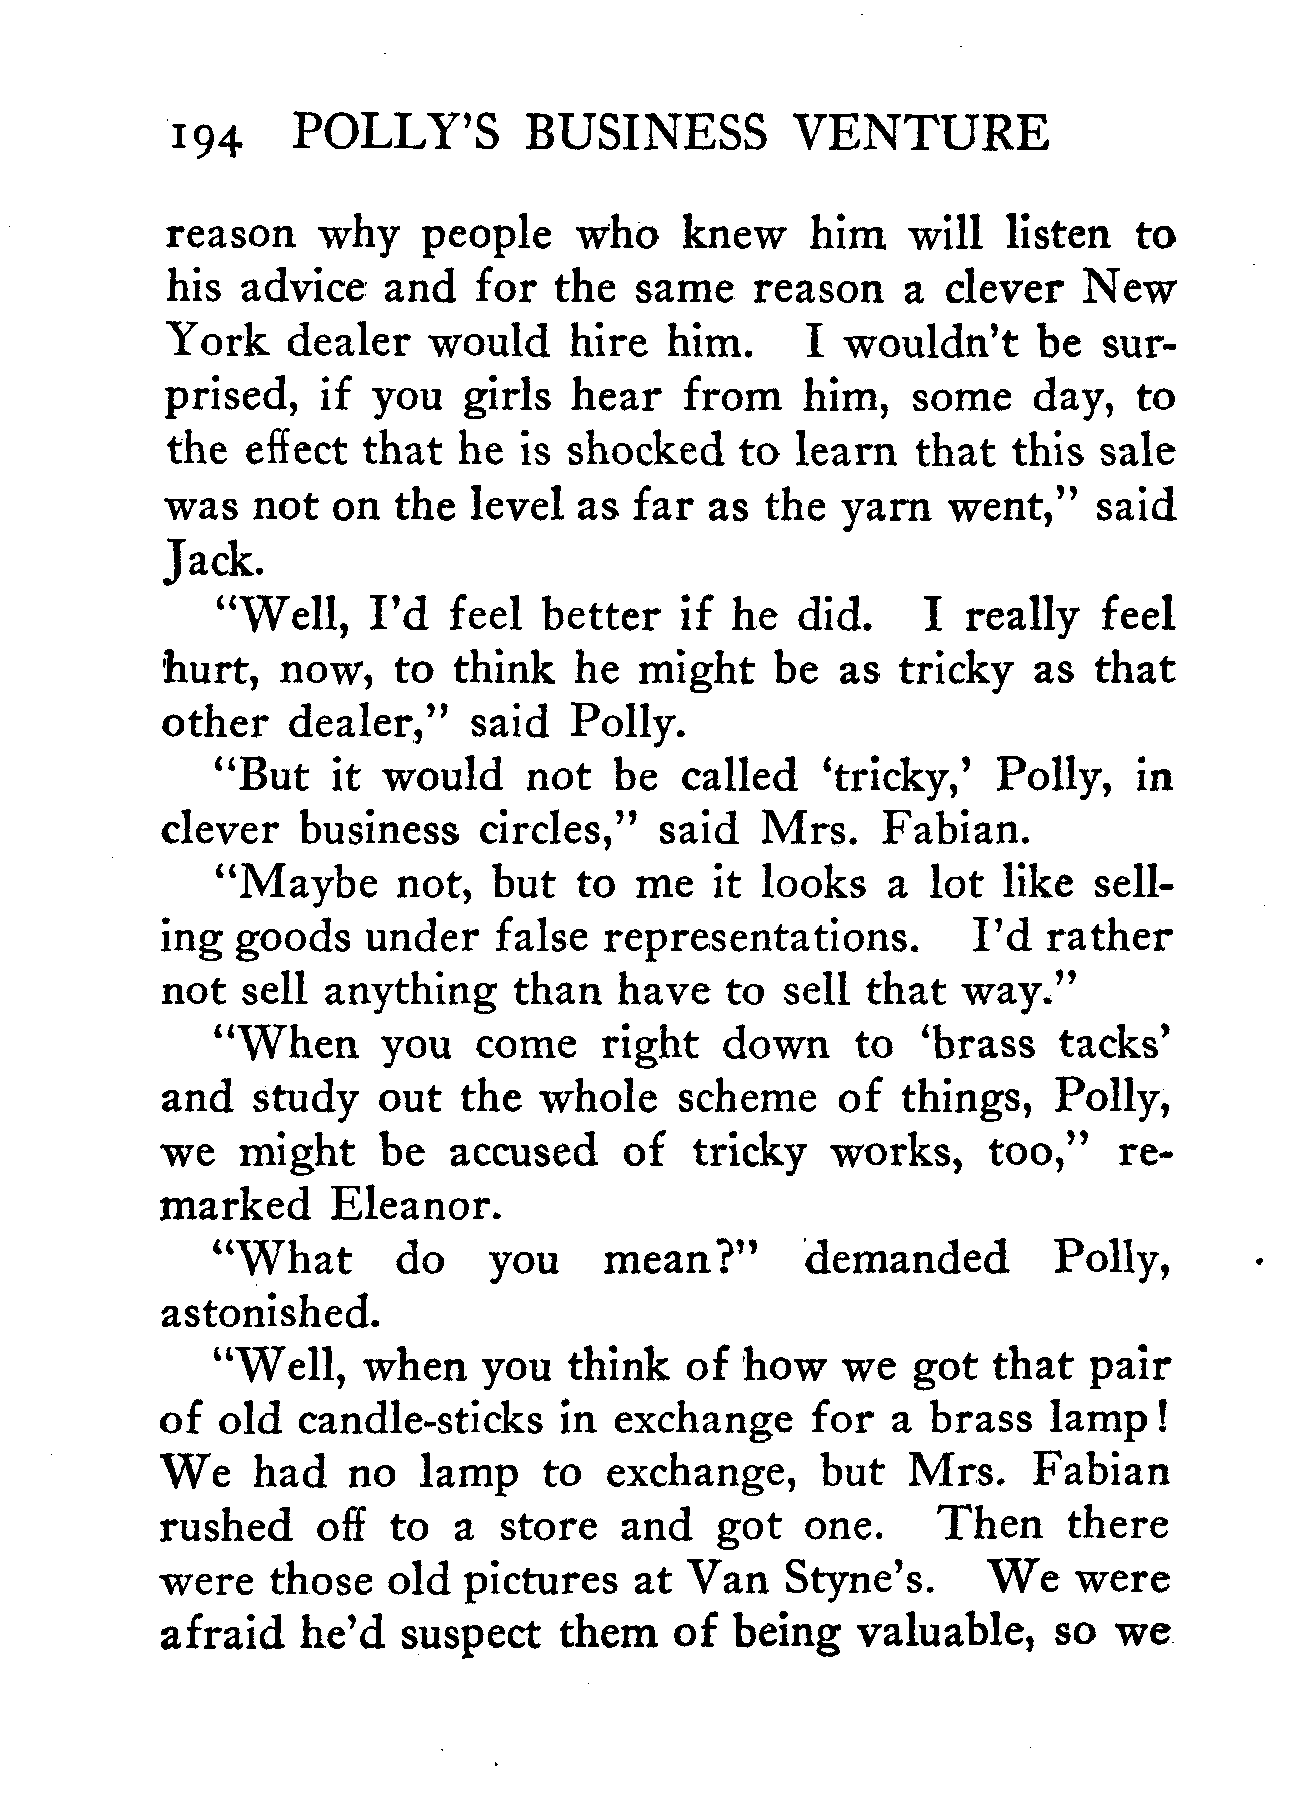 194 POLLY'S BUSINESS VENTURE
reason why people who knew him will listen to
his advice and for the same reason a clever New
York dealer would hire him. I wouldn't be sur-
prised, if you girls hear from him, some day, to
the effect that he is shocked to learn that this sale
was not on the level as far as the yarn went," said
Jack.
"Well, I'd feel better if he did. I really feel
hurt, now, to think he might be as tricky as that
other dealer," said Polly.
"But it would not be called 'tricky,' Polly, in
clever business circles," said Mrs. Fabian.
"Maybe not, but to me it looks a lot like sell-
ing goods under false representations. I'd rather
not sell anything than have to sell that way."
"When you come right down to 'brass tacks'
and study out the whole scheme of things, Polly,
we might be accused of tricky works, too," re-
marked Eleanor.
"What do you mean?" demanded Polly,
astonished.
"Well, when you think of how we got that pair
of old candle-sticks in exchange for a brass lamp!
We had no lamp to exchange, but Mrs. Fabian
rushed off to a store and got one. Then there
were those old pictures at Van Styne's. We were
afraid he'd suspect them of being valuable, so we